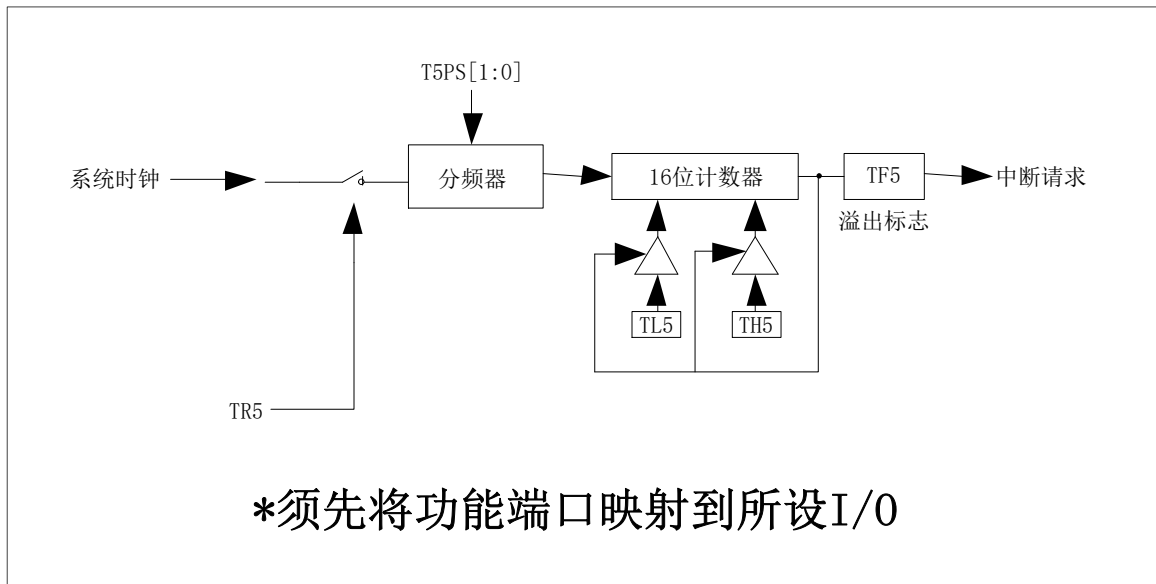 T5PS[1:0]
系统时钟
分频器
16位计数器
TF5
中断请求
溢出标志
TL5
TH5
TR5
*须先将功能端口映射到所设I/O